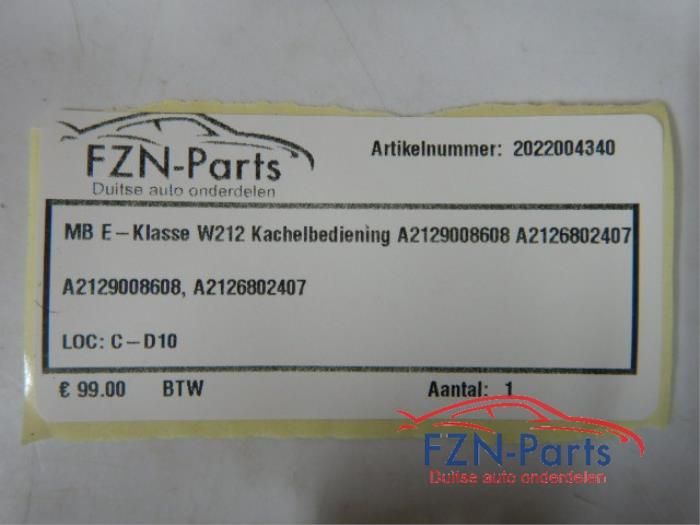 FZN-Parts
Duitse auto onderdelen
Artikelnummer: 2022004340
MB E-Klasse W212 Kachelbediening A2129008608 A2126802407
A2129008608, A2126802407
LOC: C-D10
€ 99.00 BTW Aantal: 1
FZN-Parts
Duitse auto onderdelen